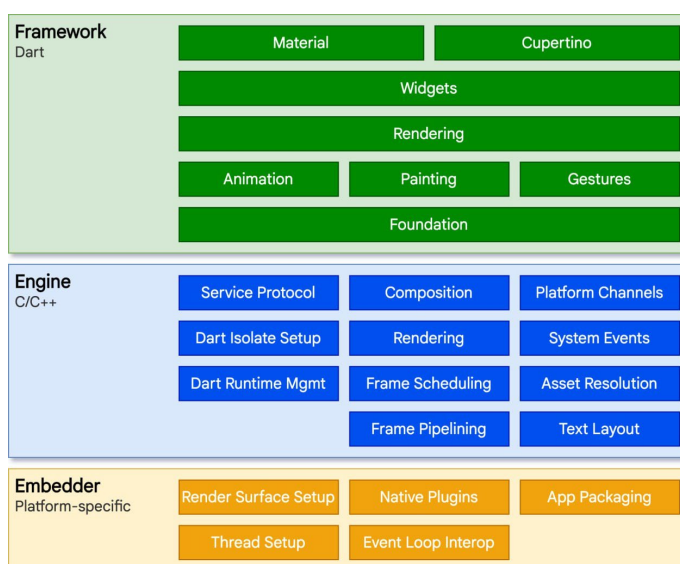 Framework
Dart
Material
Cupertino
Widgets
Rendering
Animation
Painting
Gestures
Foundation
Engine
C/C++
Service Protocol
Composition
Platform Channels
Dart Isolate Setup
Rendering
System Events
Dart Runtime Mgmt
Frame Scheduling
Asset Resolution
Frame Pipelining
Text Layout
Embedder
Platform-specific
Render Surface Setup
Native Plugins
App Packaging
Thread Setup
Event Loop Interop